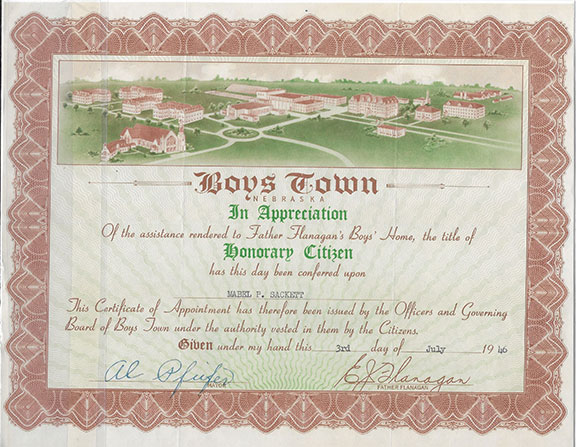 Boys Town
NEBRASKA
In Appreciation
Of the assistance rendered to Father Flanagan's Boys' Home, the title of
Honorary Citizen
has this day been conferred upon
MABEL P. SACKETT
This Certificate of Appointment has therefore been issued by the Officers and Governing
Board of Boys Town under the authority vested in them by the Citizens.
Given under my hand this 3rd day of July 1946
Al E J Flanagan
MAYOR FATHER FLANAGAN